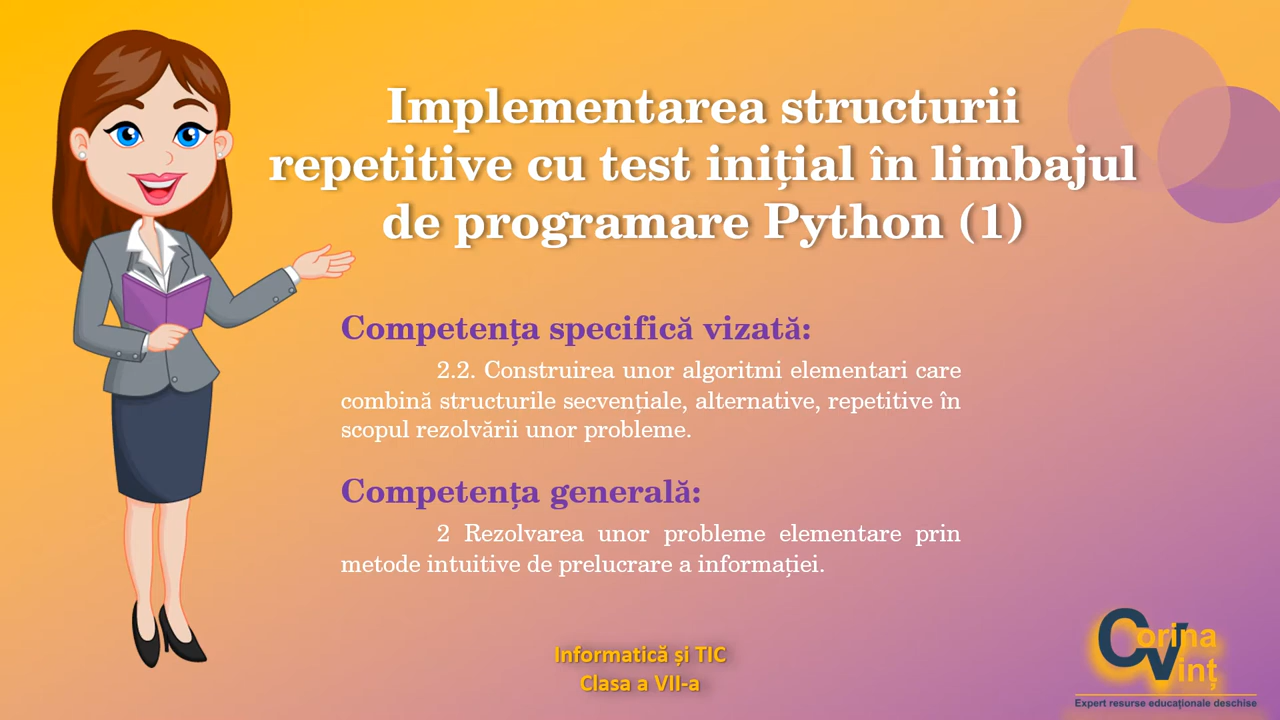 Implementarea structurii
repetitive cu test inițial în limbajul
de programare Python (1)
Competența specifică vizată:
2.2. Construirea unor algoritmi elementari care
combină structurile secvențiale, alternative, repetitive în
scopul rezolvării unor probleme.
Competența generală:
2 Rezolvarea unor probleme elementare prin
metode intuitive de prelucrare a informației.
Informatică și TIC
Clasa a VII-a
Corina
Vinț
Expert resurse educaționale deschise